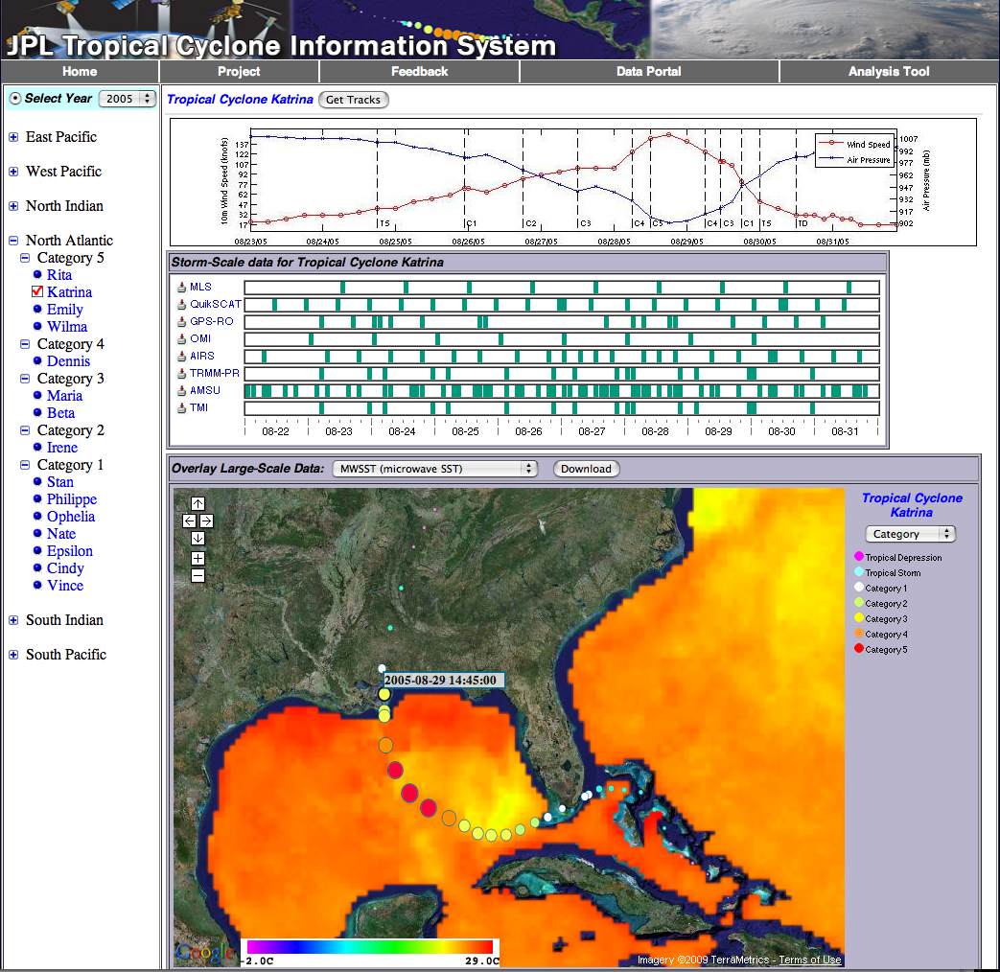 JPL Tropical Cyclone Information System
Home Project Feedback Data Portal Analysis Tool
Select Year 2005
East Pacific
West Pacific
North Indian
North Atlantic
Category 5
Rita
Katrina
Emily
Wilma
Category 4
Dennis
Category 3
Maria
Beta
Category 2
Irene
Category 1
Stan
Philippe
Ophelia
Nate
Epsilon
Cindy
Vince
South Indian
South Pacific
Tropical Cyclone Katrina Get Tracks
10m Wind Speed (knots)
137
122
107
92
77
62
47
32
17
Wind Speed
Air Pressure
1007
992
977
962
947
932
917
902
Air Pressure (mb)
TS C1 C2 C3 C4 C5 C4 C3 C1 TS TD
08/23/05 08/24/05 08/25/05 08/26/05 08/27/05 08/28/05 08/29/05 08/30/05 08/31/05
Storm-Scale data for Tropical Cyclone Katrina
MLS
QuikSCAT
GPS-RO
OMI
AIRS
TRMM-PR
AMSU
TMI
08-22 08-23 08-24 08-25 08-26 08-27 08-28 08-29 08-30 08-31
Overlay Large-Scale Data: MWSST (microwave SST) Download
2005-08-29 14:45:00
Google
-2.0C 29.0C
Imagery ©2009 TerraMetrics - Terms of Use
Tropical Cyclone
Katrina
Category
Tropical Depression
Tropical Storm
Category 1
Category 2
Category 3
Category 4
Category 5